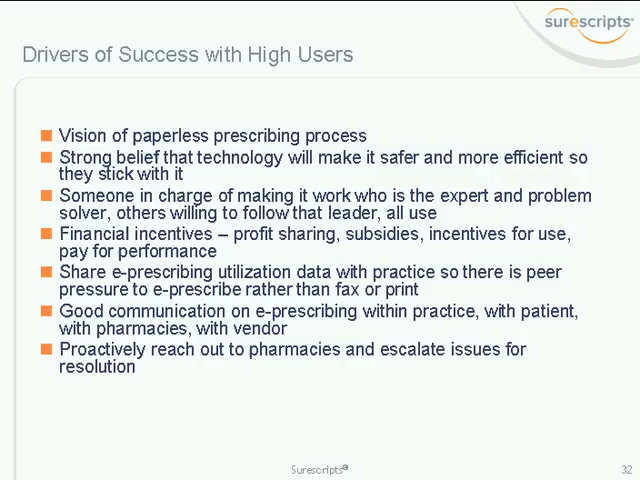 surescripts
Drivers of Success with High Users
Vision of paperless prescribing process
Strong belief that technology will make it safer and more efficient so
they stick with it
Someone in charge of making it work who is the expert and problem
solver, others willing to follow that leader, all use
Financial incentives – profit sharing, subsidies, incentives for use,
pay for performance
Share e-prescribing utilization data with practice so there is peer
pressure to e-prescribe rather than fax or print
Good communication on e-prescribing within practice, with patient,
with pharmacies, with vendor
Proactively reach out to pharmacies and escalate issues for
resolution
Surescripts®
32